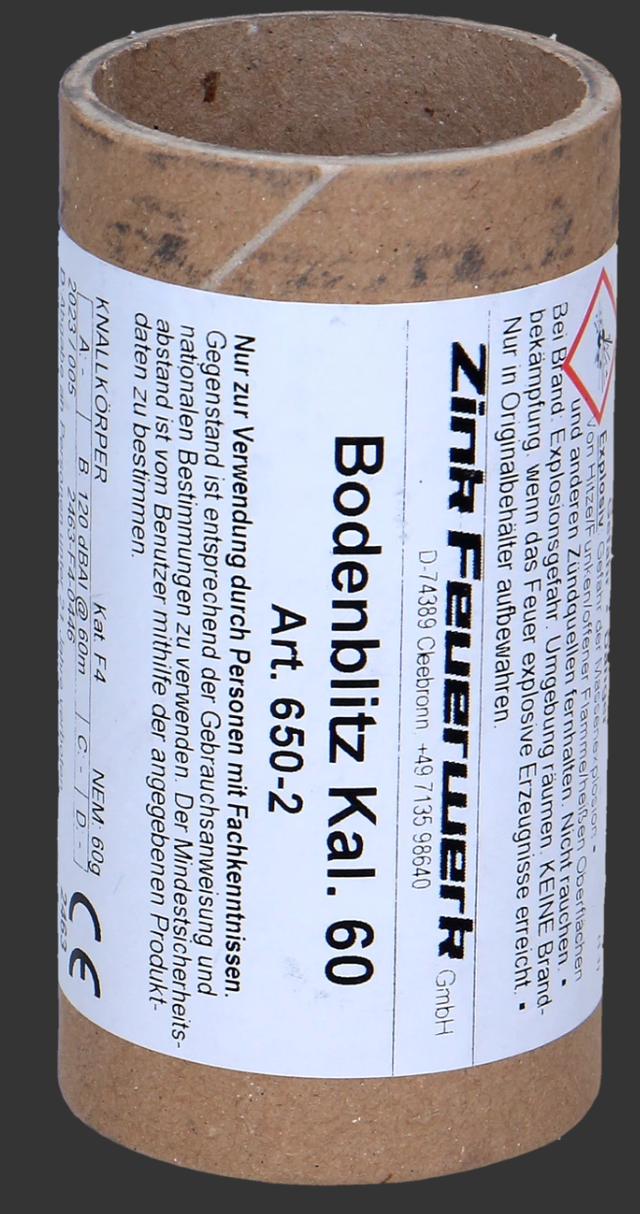 Explosiv Gefahr der Massenexplosion •
von Hitze/Funken/offener Flamme/heißen Oberflächen
und anderen Zündquellen fernhalten. Nicht rauchen. •
Bei Brand: Explosionsgefahr. Umgebung räumen. KEINE Brand-
bekämpfung, wenn das Feuer explosive Erzeugnisse erreicht. •
Nur in Originalbehälter aufbewahren.
Zink Feuerwerk GmbH
D-74389 Cleebronn, +49 7135 98640
Bodenblitz Kal. 60
Art. 650-2
Nur zur Verwendung durch Personen mit Fachkenntnissen.
Gegenstand ist entsprechend der Gebrauchsanweisung und
nationalen Bestimmungen zu verwenden. Der Mindestsicherheits-
abstand ist vom Benutzer mithilfe der angegebenen Produkt-
daten zu bestimmen.
KNALLKÖRPER Kat. F4 NEM: 60g
A: - B 120 dBAI @ 60m C - D -
CE
2463